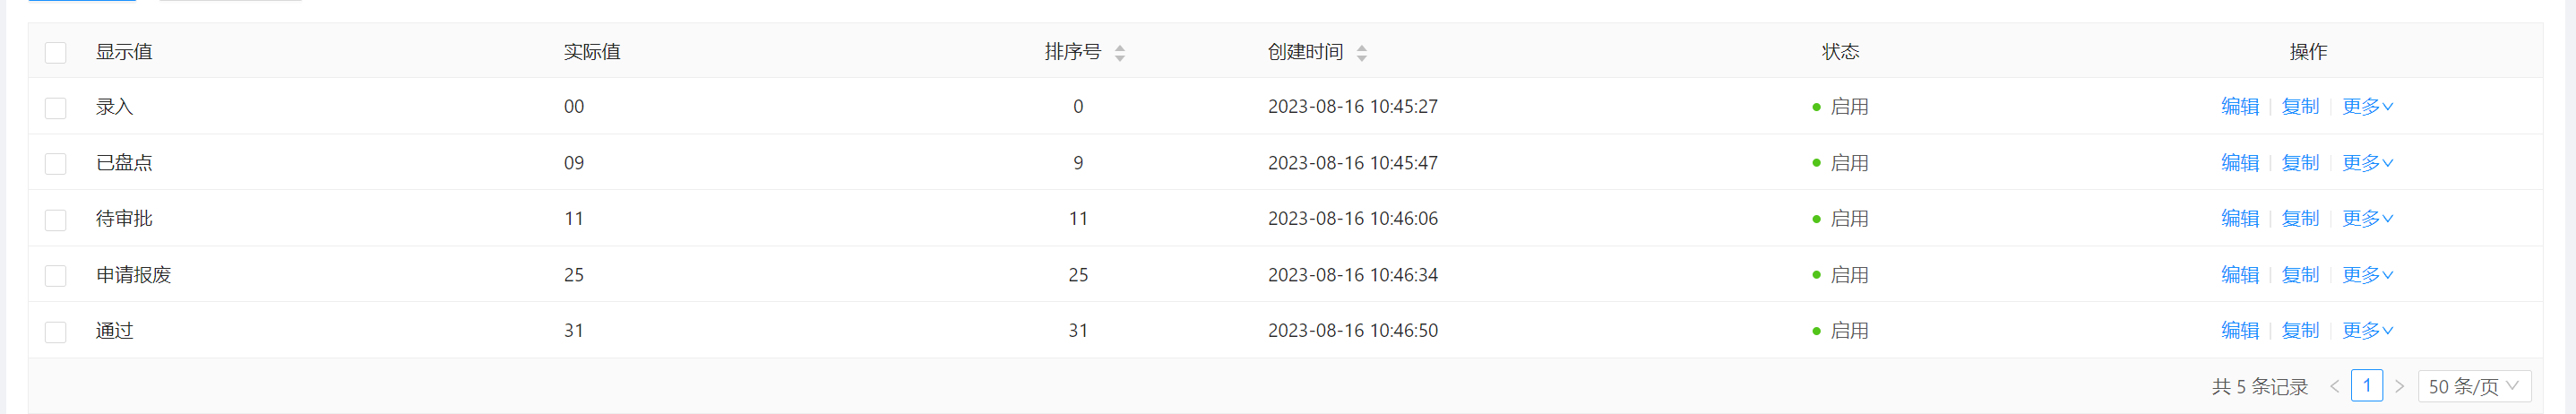 显示值 实际值 排序号 创建时间 状态 操作
录入 00 0 2023-08-16 10:45:27 启用 编辑 复制 更多
已盘点 09 9 2023-08-16 10:45:47 启用 编辑 复制 更多
待审批 11 11 2023-08-16 10:46:06 启用 编辑 复制 更多
申请报废 25 25 2023-08-16 10:46:34 启用 编辑 复制 更多
通过 31 31 2023-08-16 10:46:50 启用 编辑 复制 更多
共 5 条记录 1 50 条/页